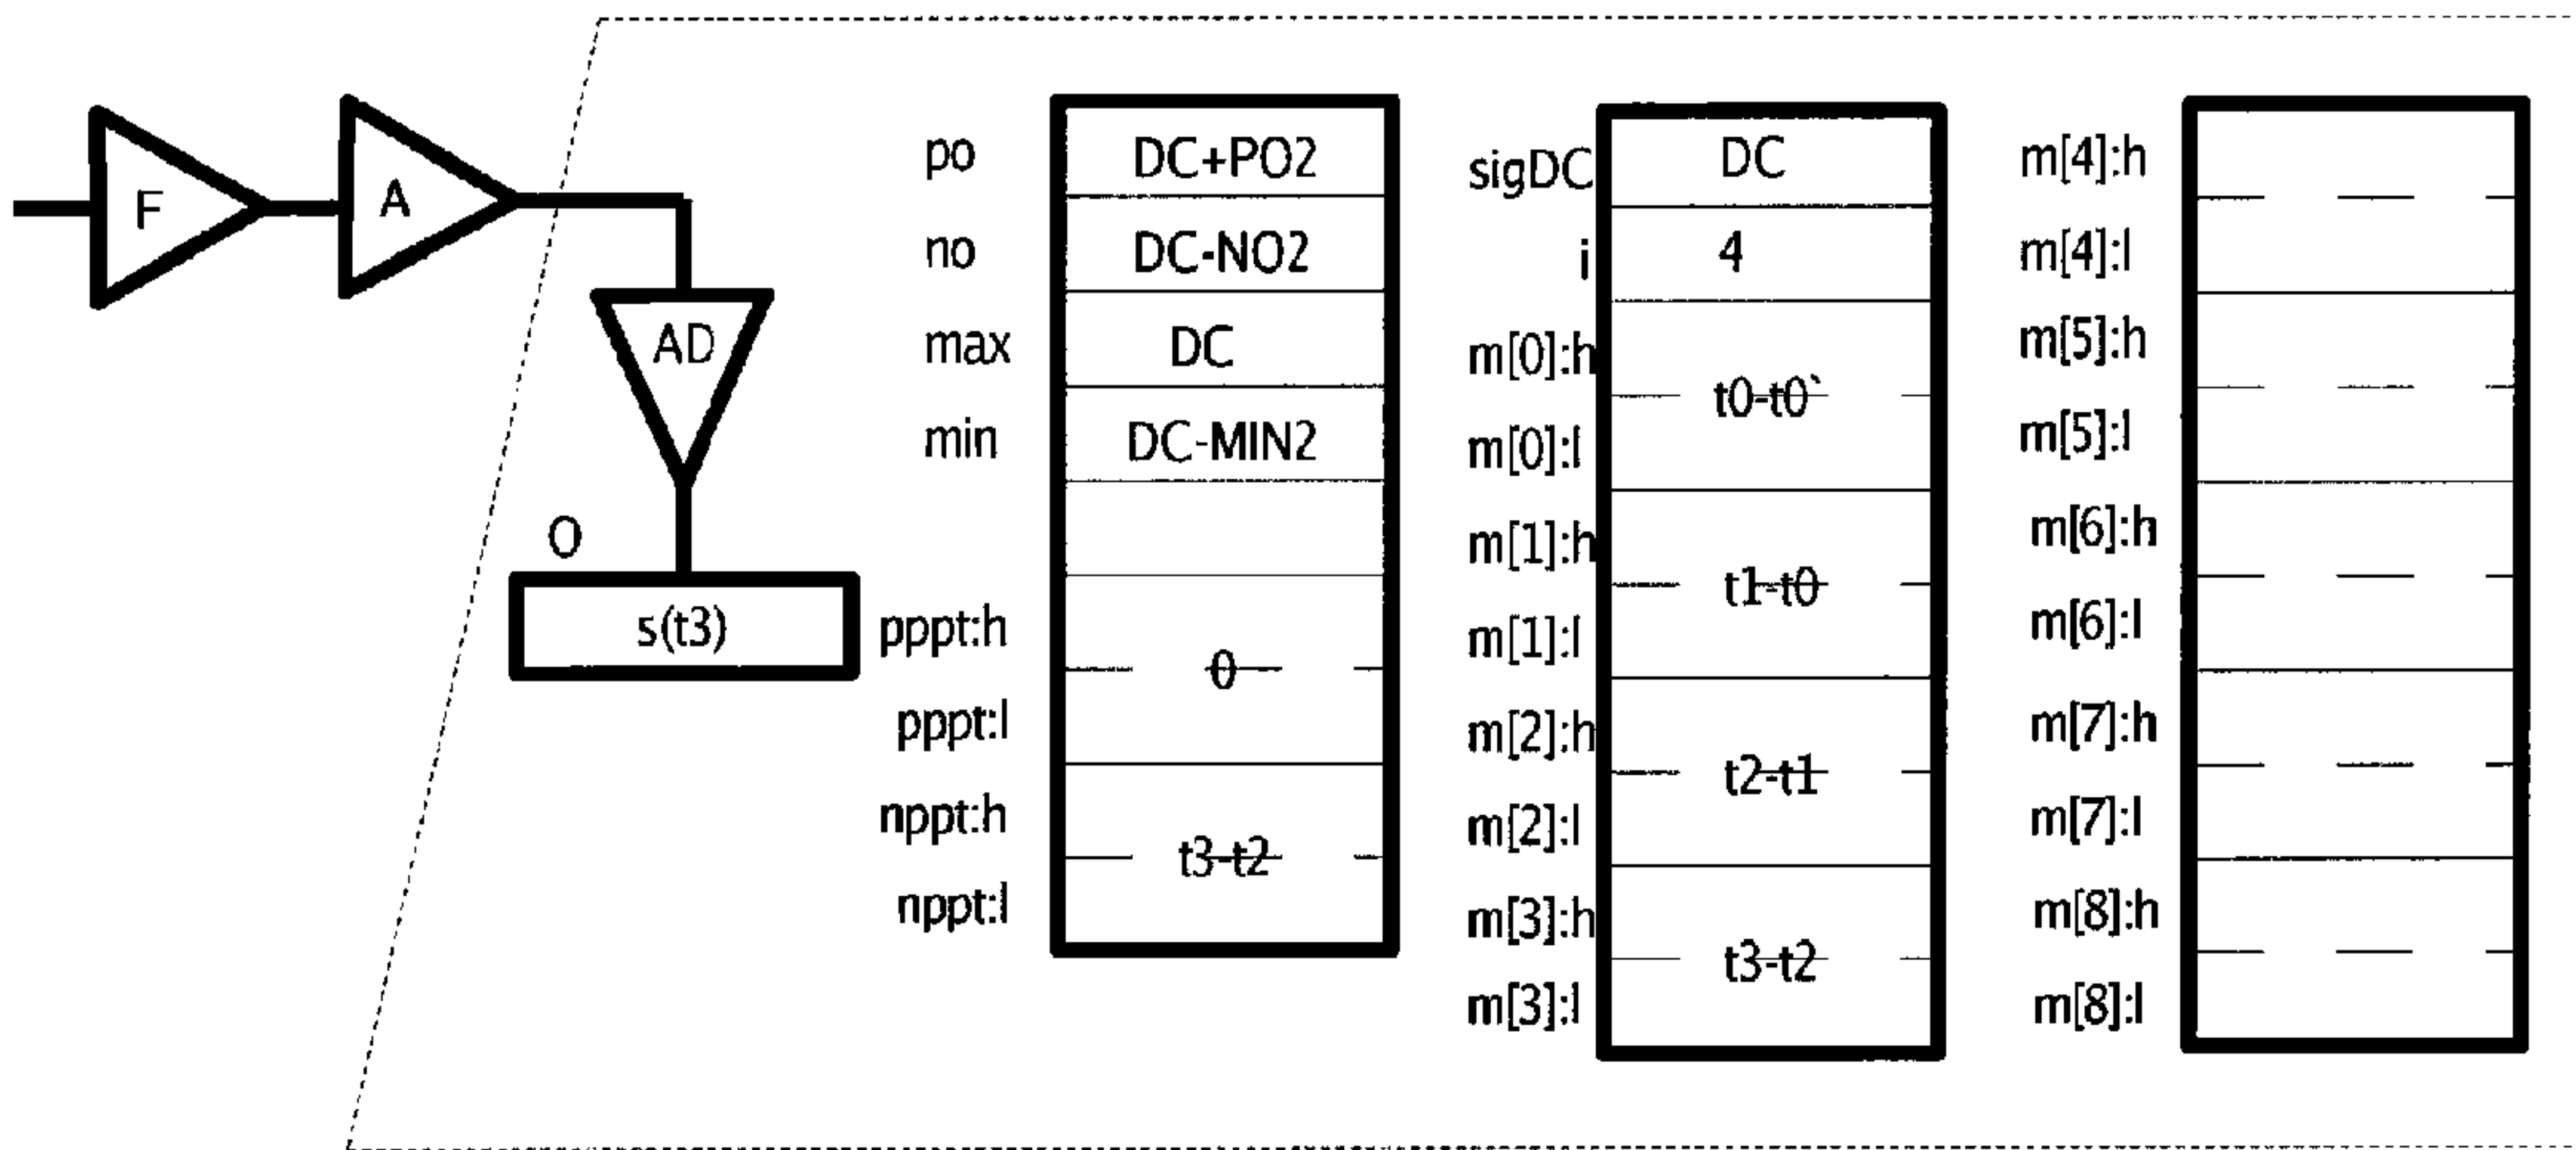 F
A
AD
O
s(t3)
po DC+PO2
no DC-NO2
max DC
min DC-MIN2
pppt:h
0
pppt:l
nppt:h
t3-t2
nppt:l
sigDC DC
i 4
m[0]:h
t0-t0`
m[0]:l
m[1]:h
t1-t0
m[1]:l
m[2]:h
t2-t1
m[2]:l
m[3]:h
t3-t2
m[3]:l
m[4]:h
m[4]:l
m[5]:h
m[5]:l
m[6]:h
m[6]:l
m[7]:h
m[7]:l
m[8]:h
m[8]:l